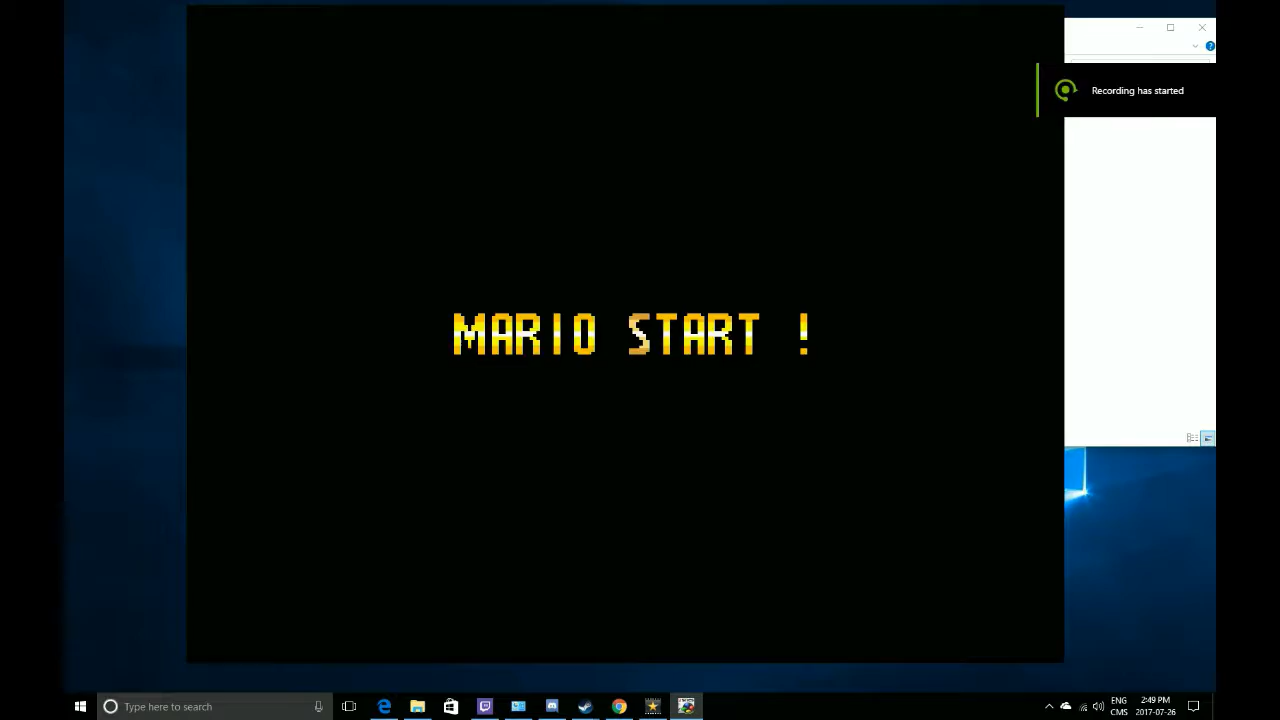 Recording has started
MARIO START !
Type here to search
ENG
CMS
2:49 PM
2017-07-26